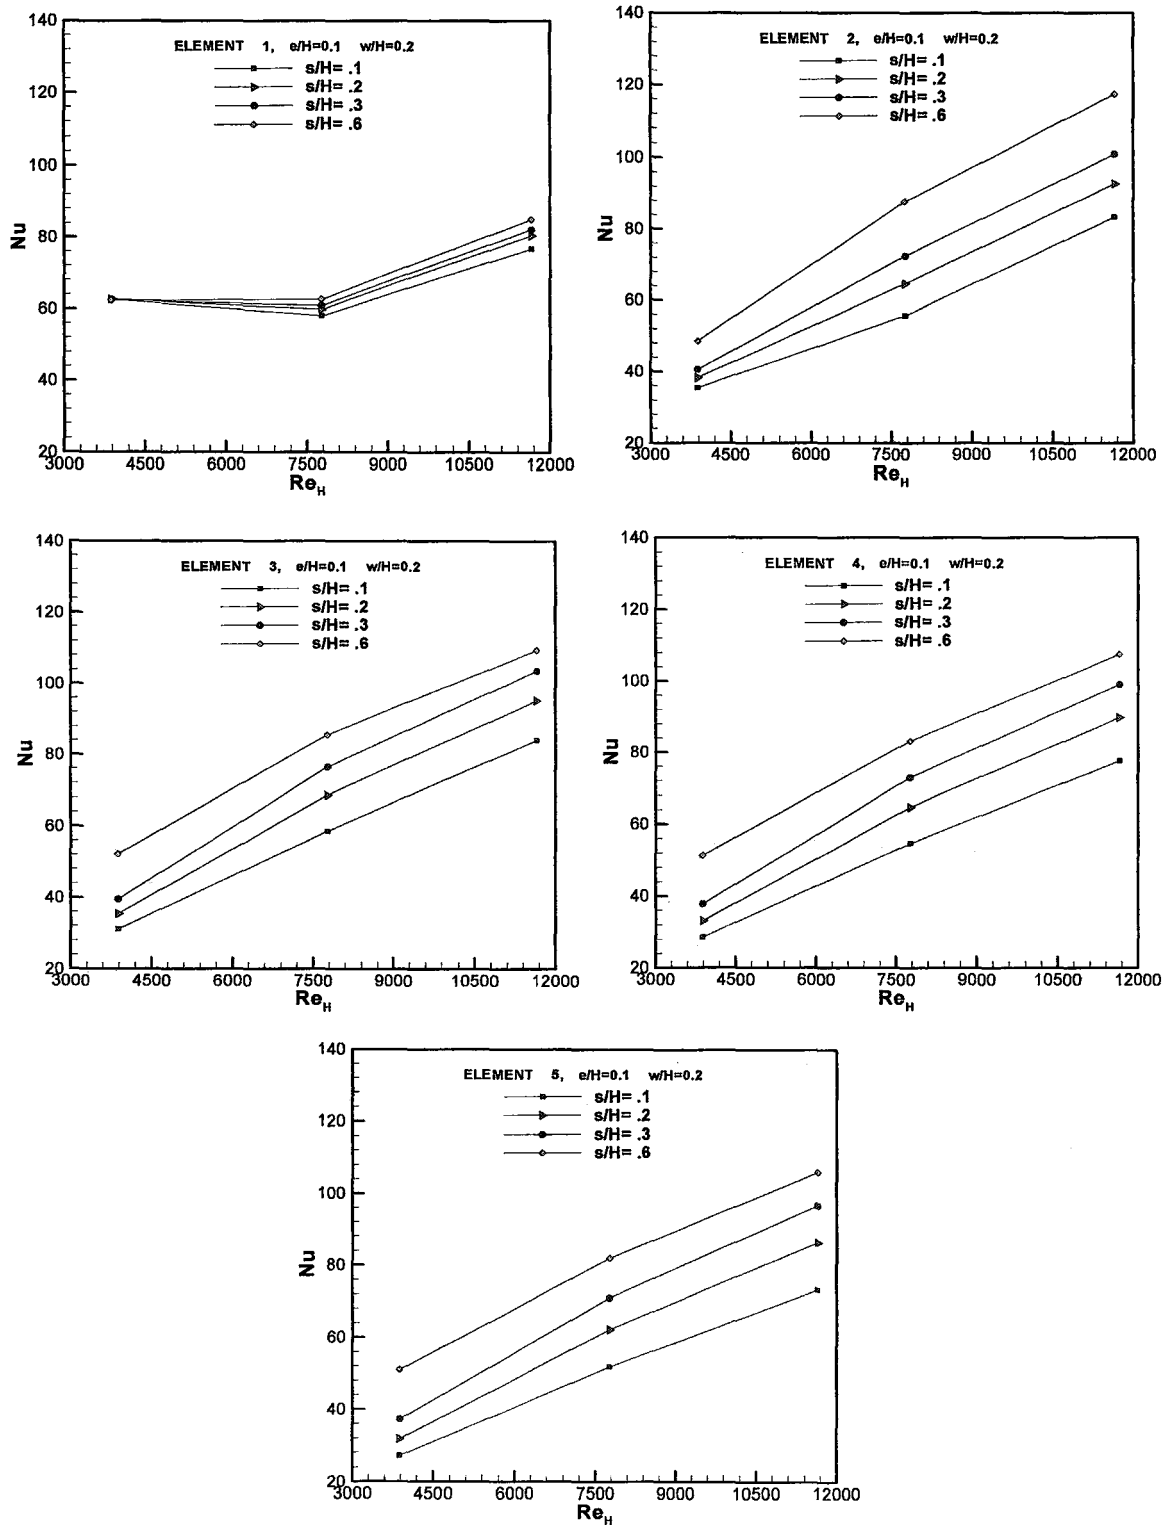 ELEMENT 1, e/H=0.1 w/H=0.2
s/H= .1
s/H= .2
s/H= .3
s/H= .6
140
120
100
80
60
40
20
Nu
3000 4500 6000 7500 9000 10500 12000
Re_H
ELEMENT 2, e/H=0.1 w/H=0.2
s/H= .1
s/H= .2
s/H= .3
s/H= .6
140
120
100
80
60
40
20
Nu
3000 4500 6000 7500 9000 10500 12000
Re_H
ELEMENT 3, e/H=0.1 w/H=0.2
s/H= .1
s/H= .2
s/H= .3
s/H= .6
140
120
100
80
60
40
20
Nu
3000 4500 6000 7500 9000 10500 12000
Re_H
ELEMENT 4, e/H=0.1 w/H=0.2
s/H= .1
s/H= .2
s/H= .3
s/H= .6
140
120
100
80
60
40
20
Nu
3000 4500 6000 7500 9000 10500 12000
Re_H
ELEMENT 5, e/H=0.1 w/H=0.2
s/H= .1
s/H= .2
s/H= .3
s/H= .6
140
120
100
80
60
40
20
Nu
3000 4500 6000 7500 9000 10500 12000
Re_H